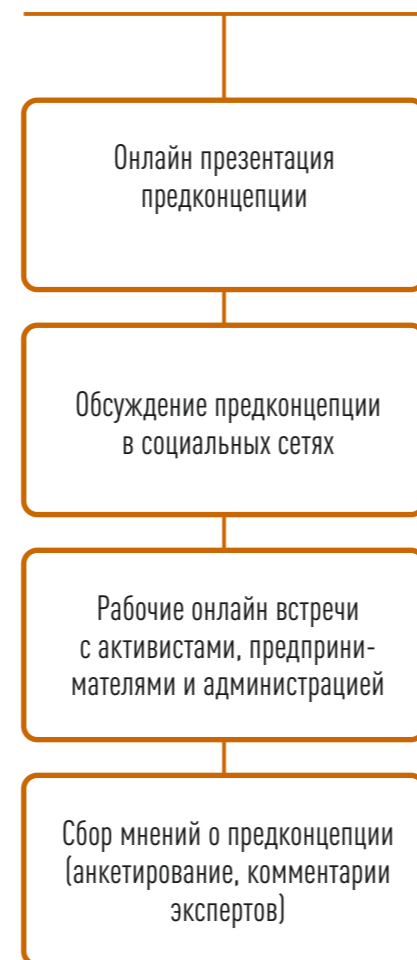 Онлайн презентация
предконцепции
Обсуждение предконцепции
в социальных сетях
Рабочие онлайн встречи
с активистами, предприни-
мателями и администрацией
Сбор мнений о предконцепции
(анкетирование, комментарии
экспертов)